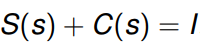 S(s) + C(s) = I